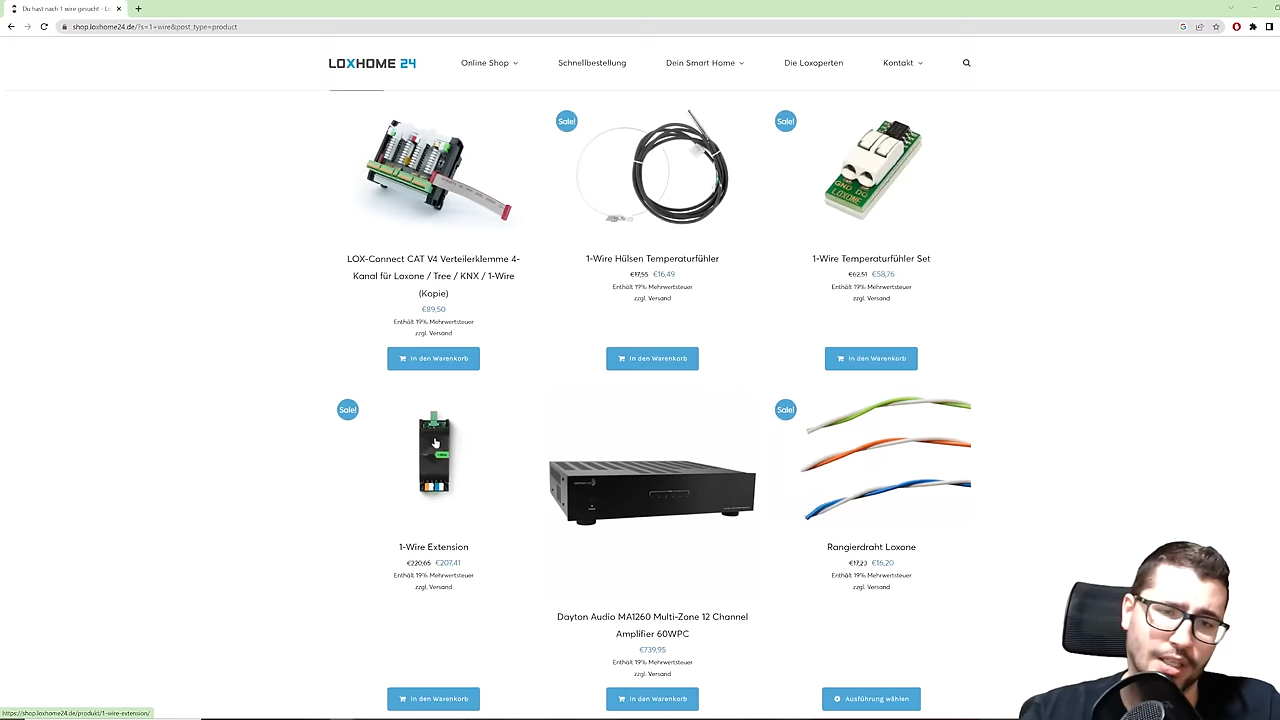 Du hast nach 1 wire gesucht - Lo
shop.loxhome24.de/?s=1+wire&post_type=product
LOXHOME 24
Online Shop
Schnellbestellung
Dein Smart Home
Die Loxoperten
Kontakt
Sale!
Sale!
GND DQ
LOXONE
LOX-Connect CAT V4 Verteilerklemme 4-
Kanal für Loxone / Tree / KNX / 1-Wire
(Kopie)
€89,50
Enthält 19% Mehrwertsteuer
zzgl. Versand
In den Warenkorb
1-Wire Hülsen Temperaturfühler
€17,55 €16,49
Enthält 19% Mehrwertsteuer
zzgl. Versand
In den Warenkorb
1-Wire Temperaturfühler Set
€62,51 €58,76
Enthält 19% Mehrwertsteuer
zzgl. Versand
In den Warenkorb
Sale!
Sale!
1-Wire Extension
€220,65 €207,41
Enthält 19% Mehrwertsteuer
zzgl. Versand
In den Warenkorb
Dayton Audio MA1260 Multi-Zone 12 Channel
Amplifier 60WPC
€739,95
Enthält 19% Mehrwertsteuer
zzgl. Versand
In den Warenkorb
Rangierdraht Loxone
€17,23 €16,20
Enthält 19% Mehrwertsteuer
zzgl. Versand
Ausführung wählen
https://shop.loxhome24.de/produkt/1-wire-extension/